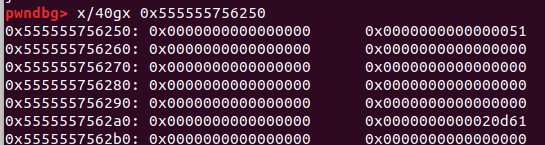 pwndbg> x/40gx 0x555555756250
0x555555756250: 0x0000000000000000 0x0000000000000051
0x555555756260: 0x0000000000000000 0x0000000000000000
0x555555756270: 0x0000000000000000 0x0000000000000000
0x555555756280: 0x0000000000000000 0x0000000000000000
0x555555756290: 0x0000000000000000 0x0000000000000000
0x5555557562a0: 0x0000000000000000 0x0000000000020d61
0x5555557562b0: 0x0000000000000000 0x0000000000000000